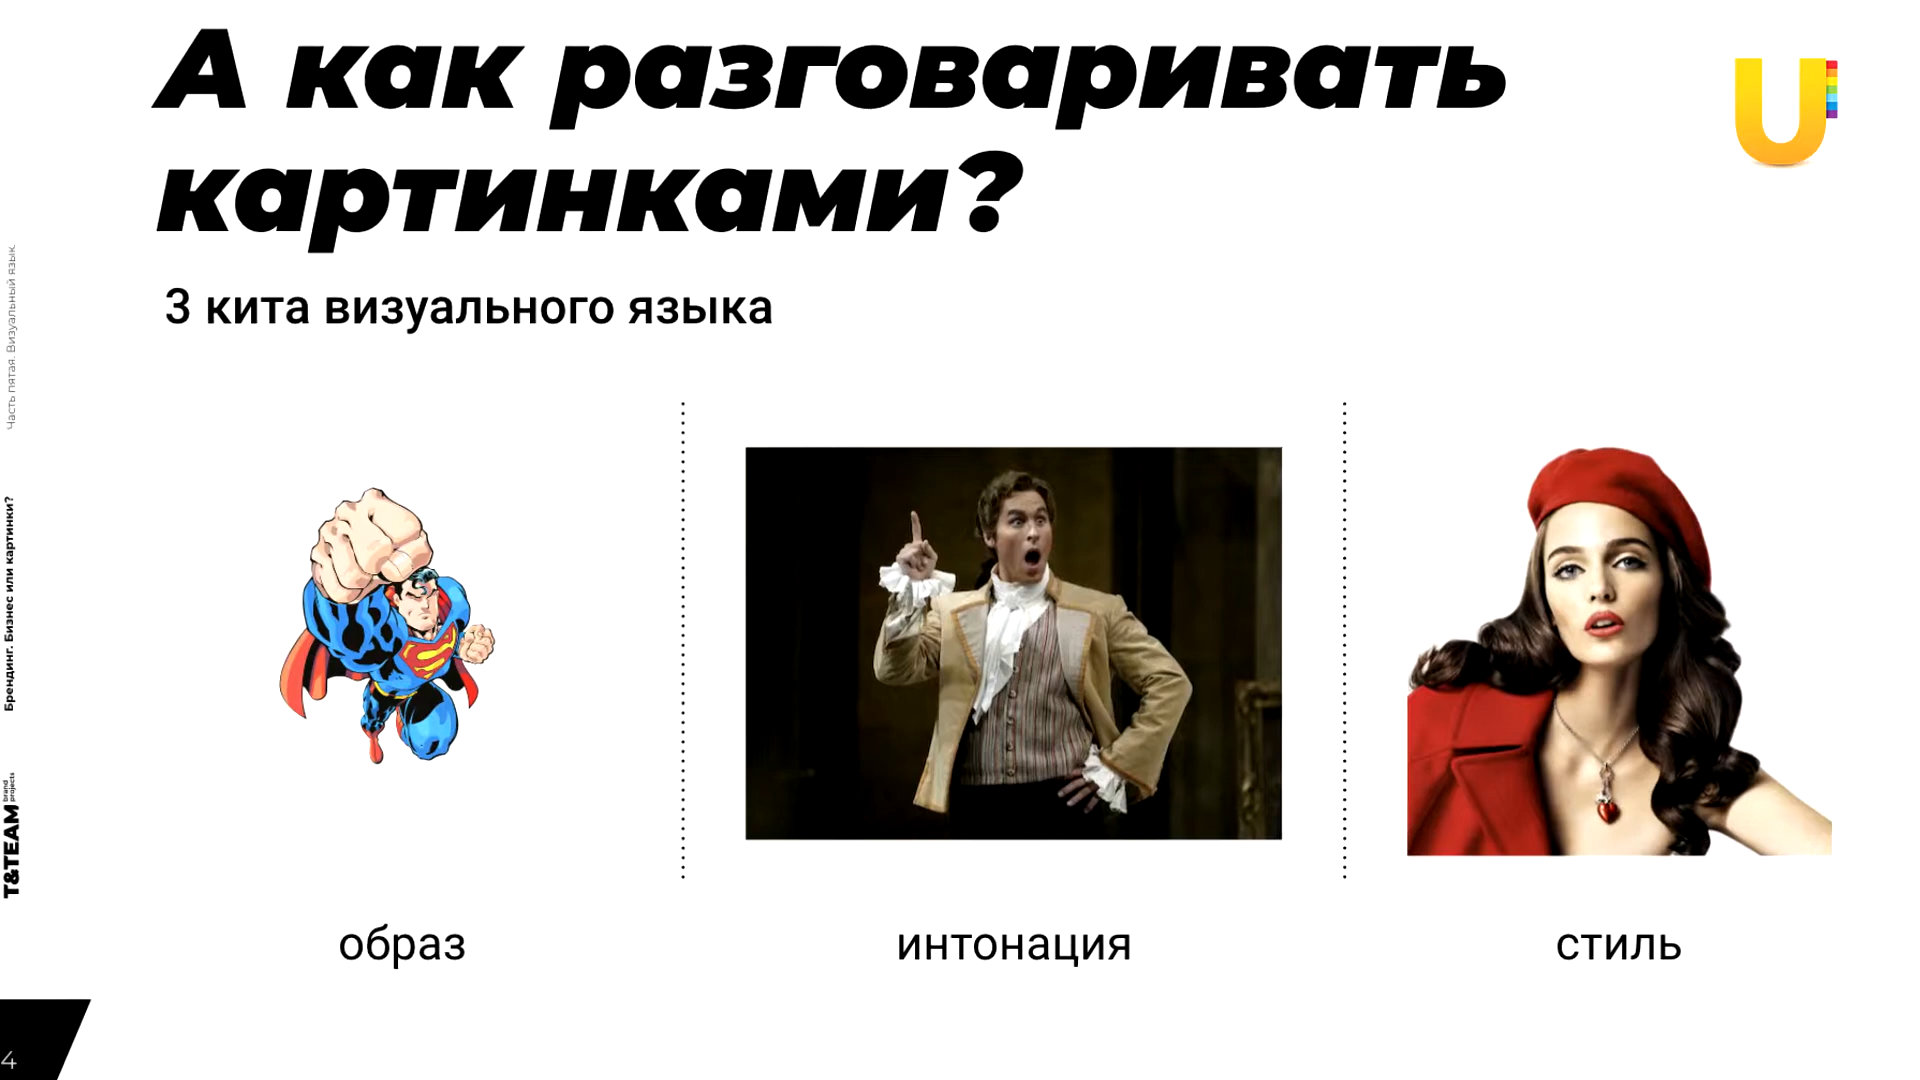 А как разговаривать
картинками?
3 кита визуального языка
образ
интонация
стиль
Часть пятая. Визуальный язык.
Брендинг. Бизнес или картинки?
T&TEAM
brand
projects
U
S
4